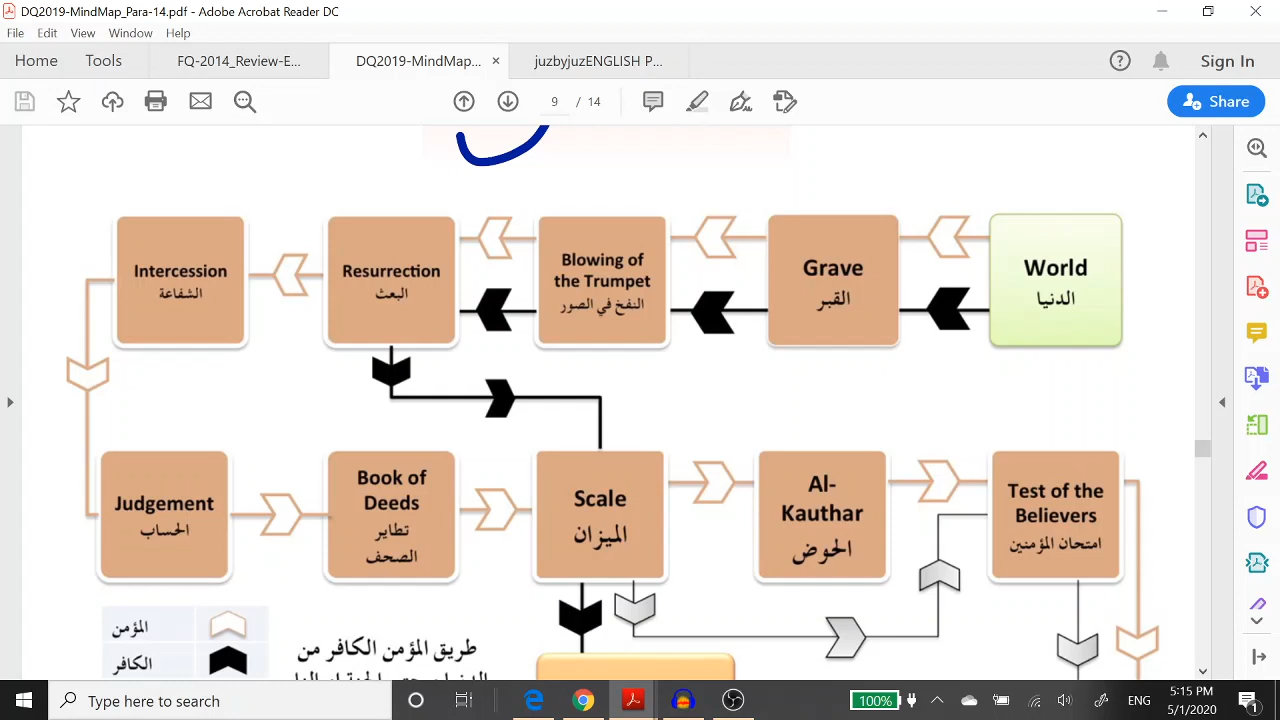 DQ2019-MindMap_Para-14.pdf - Adobe Acrobat Reader DC
File Edit View Window Help
Home Tools FQ-2014_Review-E... DQ2019-MindMap... × juzbyjuzENGLISH P... Sign In
9 / 14 Share
Intercession
الشفاعة
Resurrection
البعث
Blowing of
the Trumpet
النفخ في الصور
Grave
القبر
World
الدنيا
Judgement
الحساب
Book of
Deeds
تطاير
الصحف
Scale
الميزان
Al-
Kauthar
الحوض
Test of the
Believers
امتحان المؤمنين
المؤمن
الكافر
طريق المؤمن الكافر من
Type here to search
100% ENG 5:15 PM
5/1/2020
1